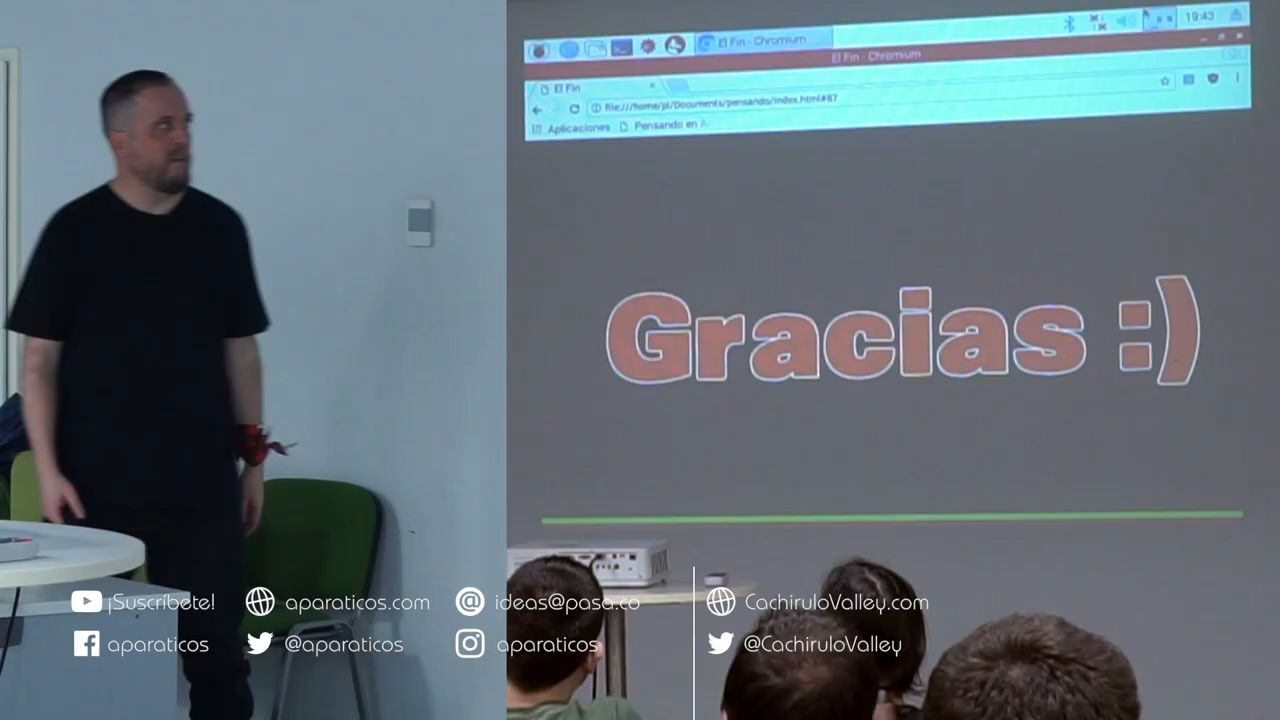 19:43
El Fin - Chromium
El Fin - Chromium
El Fin
file:///home/pi/Documents/pensando/index.html#87
Aplicaciones Pensando en
Gracias :)
¡Suscríbete! aparaticos.com ideas@pasa.co CachiruloValley.com
aparaticos @aparaticos aparaticos @CachiruloValley